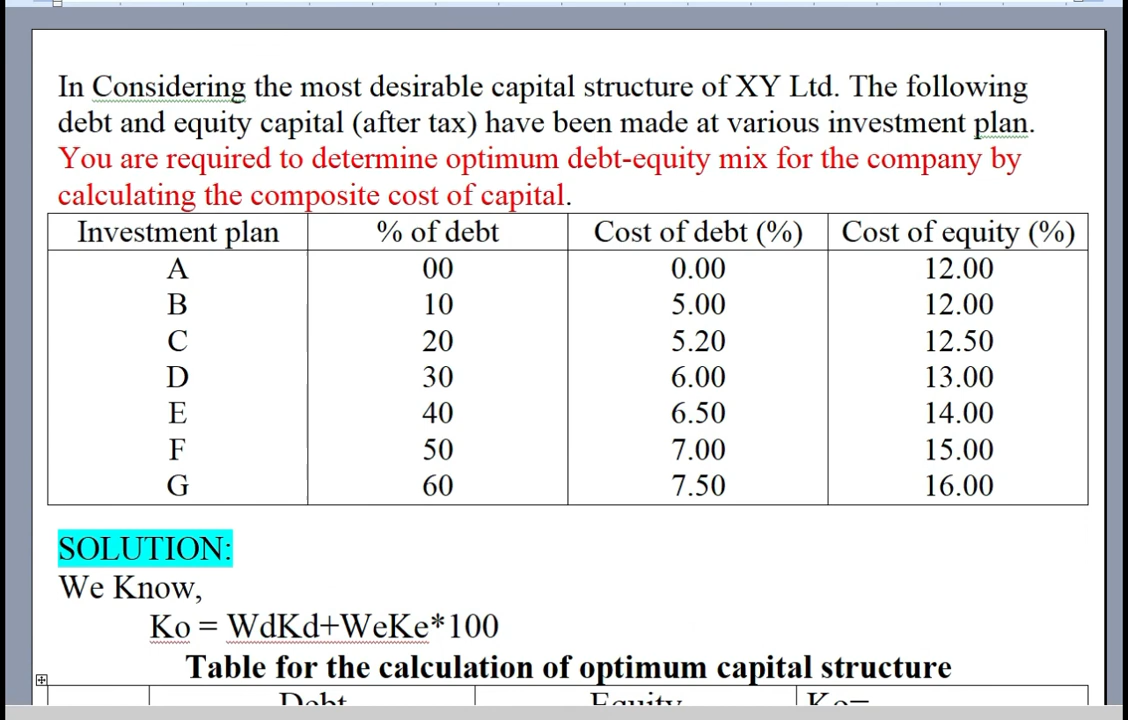 In Considering the most desirable capital structure of XY Ltd. The following
debt and equity capital (after tax) have been made at various investment plan.
You are required to determine optimum debt-equity mix for the company by
calculating the composite cost of capital.
Investment plan % of debt Cost of debt (%) Cost of equity (%)
A 00 0.00 12.00
B 10 5.00 12.00
C 20 5.20 12.50
D 30 6.00 13.00
E 40 6.50 14.00
F 50 7.00 15.00
G 60 7.50 16.00
SOLUTION:
We Know,
Ko = WdKd+WeKe*100
Table for the calculation of optimum capital structure
Debt Equity Ko=